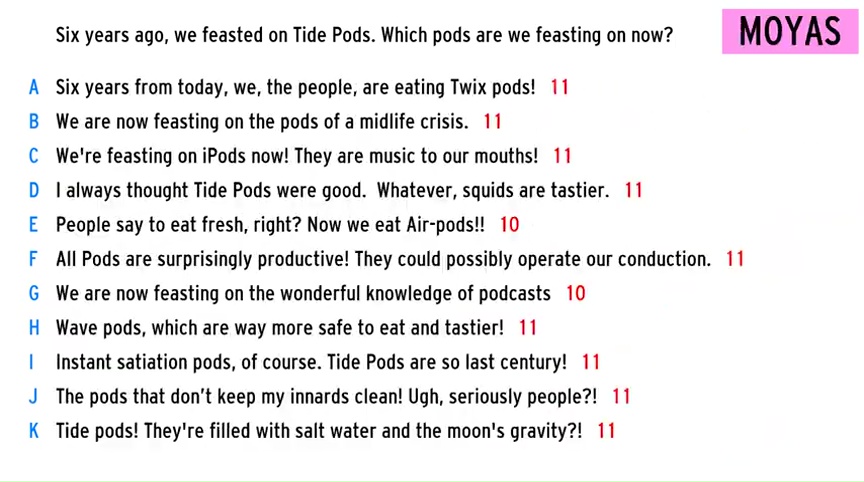 Six years ago, we feasted on Tide Pods. Which pods are we feasting on now?
MOYAS
A Six years from today, we, the people, are eating Twix pods! 11
B We are now feasting on the pods of a midlife crisis. 11
C We're feasting on iPods now! They are music to our mouths! 11
D I always thought Tide Pods were good. Whatever, squids are tastier. 11
E People say to eat fresh, right? Now we eat Air-pods!! 10
F All Pods are surprisingly productive! They could possibly operate our conduction. 11
G We are now feasting on the wonderful knowledge of podcasts 10
H Wave pods, which are way more safe to eat and tastier! 11
I Instant satiation pods, of course. Tide Pods are so last century! 11
J The pods that don’t keep my innards clean! Ugh, seriously people?! 11
K Tide pods! They're filled with salt water and the moon's gravity?! 11